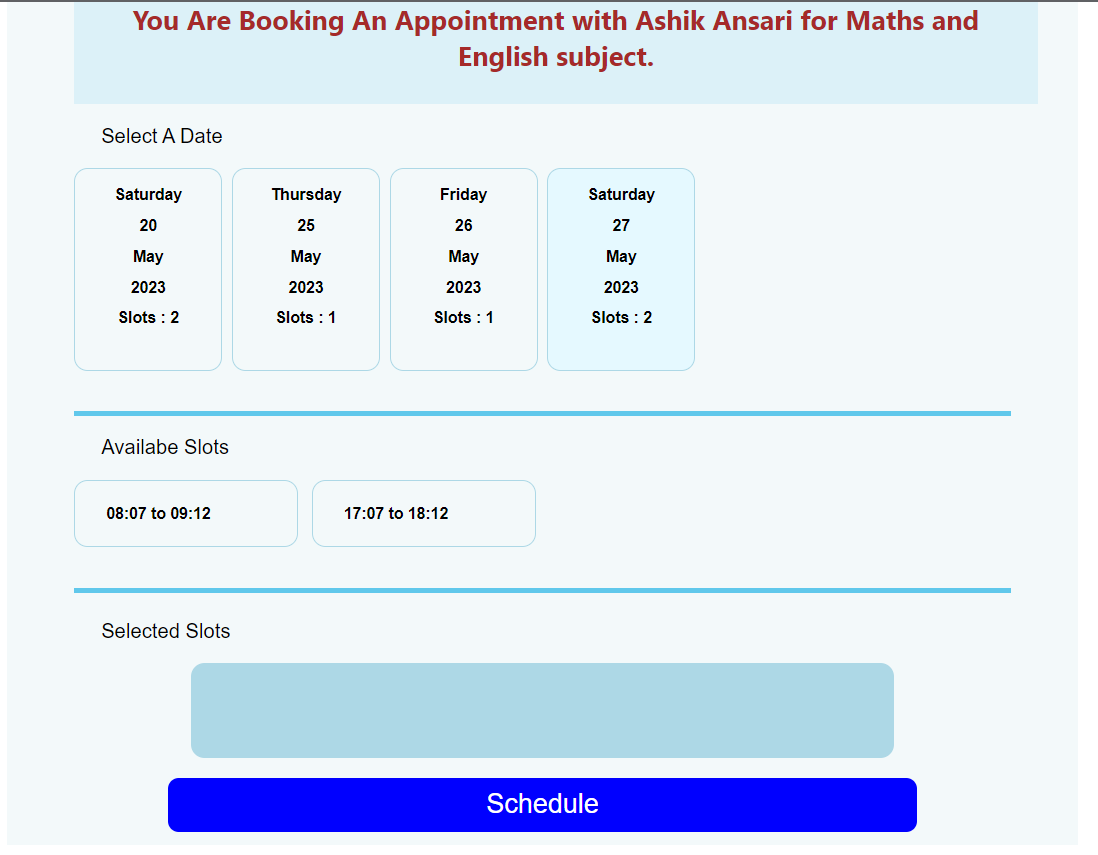 You Are Booking An Appointment with Ashik Ansari for Maths and
English subject.
Select A Date
Saturday
20
May
2023
Slots : 2
Thursday
25
May
2023
Slots : 1
Friday
26
May
2023
Slots : 1
Saturday
27
May
2023
Slots : 2
Availabe Slots
08:07 to 09:12
17:07 to 18:12
Selected Slots
Schedule